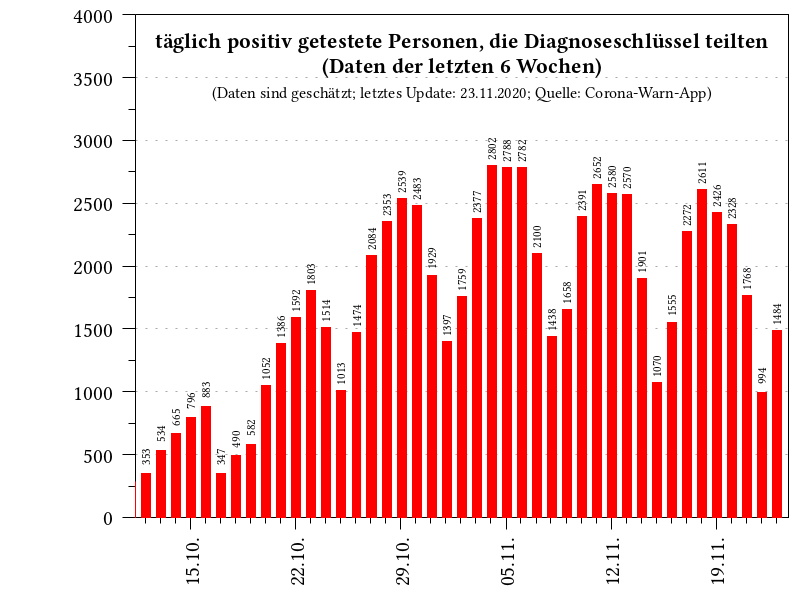 täglich positiv getestete Personen, die Diagnoseschlüssel teilten
(Daten der letzten 6 Wochen)
(Daten sind geschätzt; letztes Update: 23.11.2020; Quelle: Corona-Warn-App)
4000
3500
3000
2500
2000
1500
1000
500
0
353 534 665 796 883 347 490 582 1052 1386 1592 1803 1514 1013 1474 2084 2353 2539 2483 1929 1397 1759 2377 2802 2788 2782 2100 1438 1658 2391 2652 2580 2570 1901 1070 1555 2272 2611 2426 2328 1768 994 1484
15.10. 22.10. 29.10. 05.11. 12.11. 19.11.